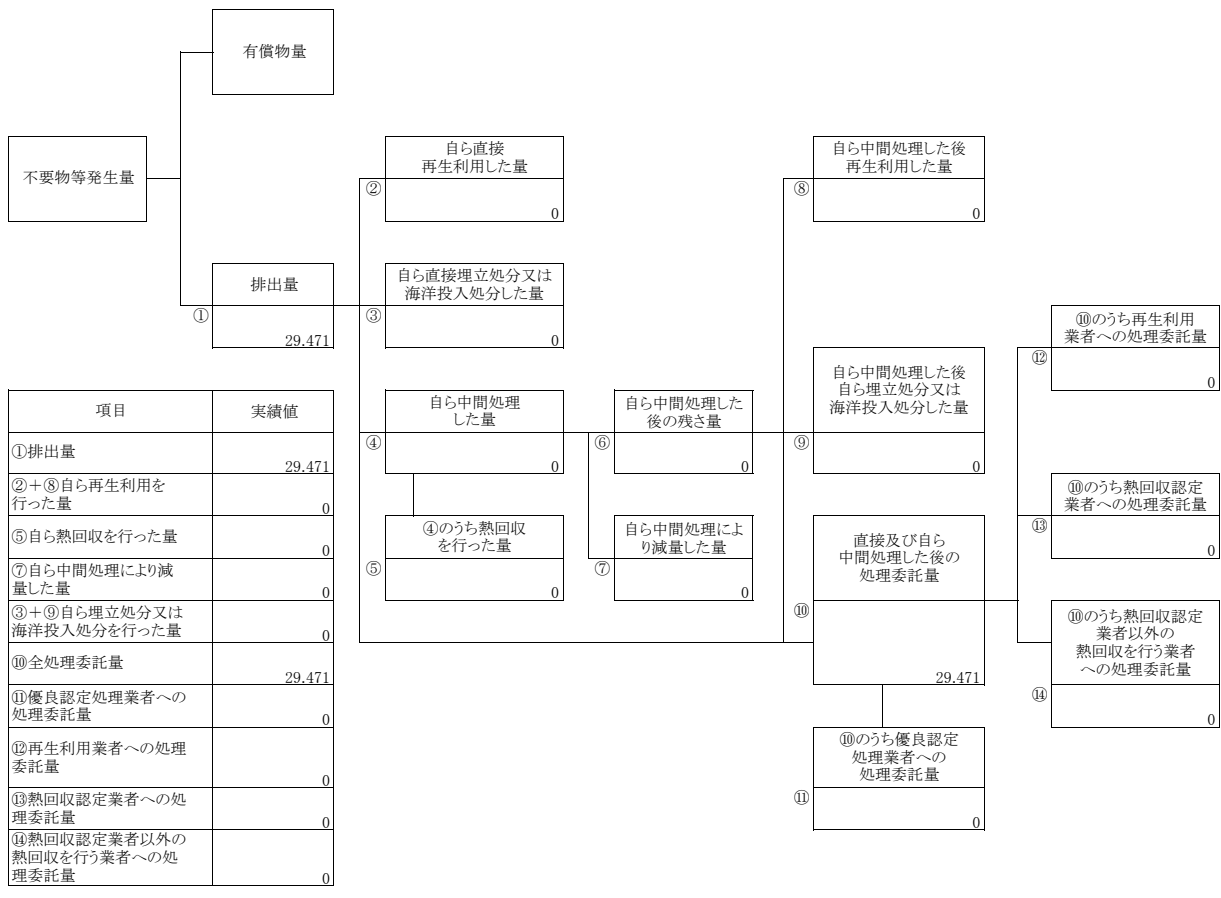 有償物量
不要物等発生量
排出量
①
29.471
自ら直接
再生利用した量
②
0
自ら直接埋立処分又は
海洋投入処分した量
③
0
自ら中間処理
した量
④
0
④のうち熱回収
を行った量
⑤
0
自ら中間処理した
後の残さ量
⑥
0
自ら中間処理によ
り減量した量
⑦
0
自ら中間処理した後
再生利用した量
⑧
0
自ら中間処理した後
自ら埋立処分又は
海洋投入処分した量
⑨
0
直接及び自ら
中間処理した後の
処理委託量
⑩
29.471
⑩のうち優良認定
処理業者への
処理委託量
⑪
0
⑩のうち再生利用
業者への処理委託量
⑫
0
⑩のうち熱回収認定
業者への処理委託量
⑬
0
⑩のうち熱回収認定
業者以外の
熱回収を行う業者
への処理委託量
⑭
0
項目 実績値
①排出量
29.471
②+⑧自ら再生利用を
行った量
0
⑤自ら熱回収を行った量
0
⑦自ら中間処理により減
量した量
0
③+⑨自ら埋立処分又は
海洋投入処分を行った量
0
⑩全処理委託量
29.471
⑪優良認定処理業者への
処理委託量
0
⑫再生利用業者への処理
委託量
0
⑬熱回収認定業者への処
理委託量
0
⑭熱回収認定業者以外の
熱回収を行う業者への処
理委託量
0